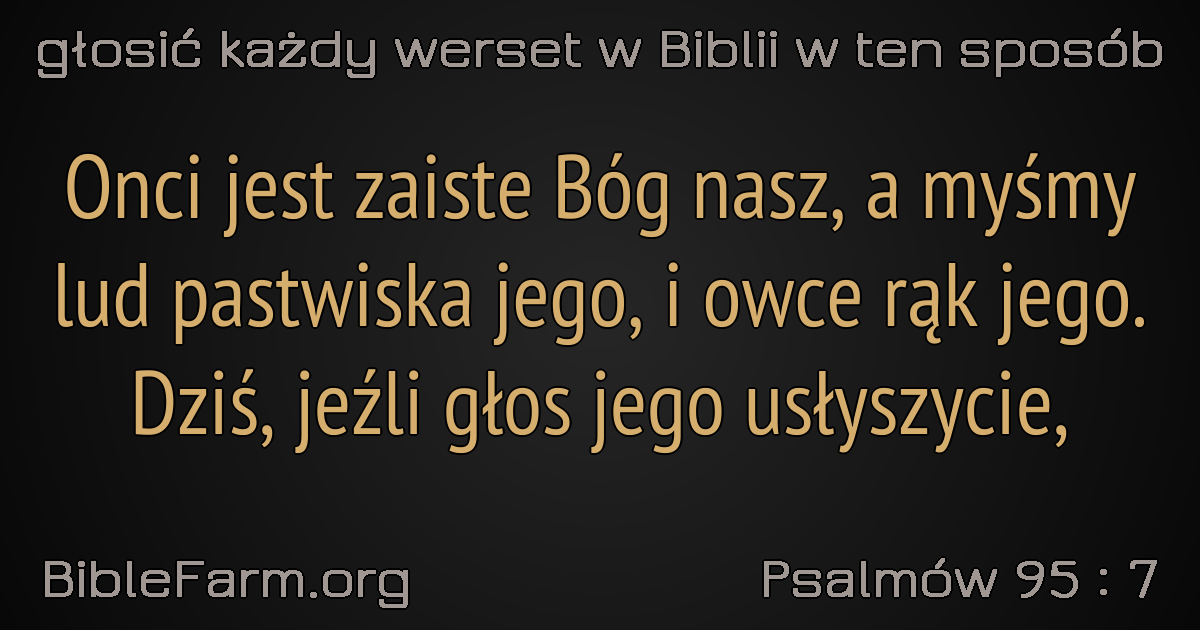 głosić każdy werset w Biblii w ten sposób
Onci jest zaiste Bóg nasz, a myśmy
lud pastwiska jego, i owce rąk jego.
Dziś, jeźli głos jego usłyszycie,
BibleFarm.org
Psalmów 95 : 7